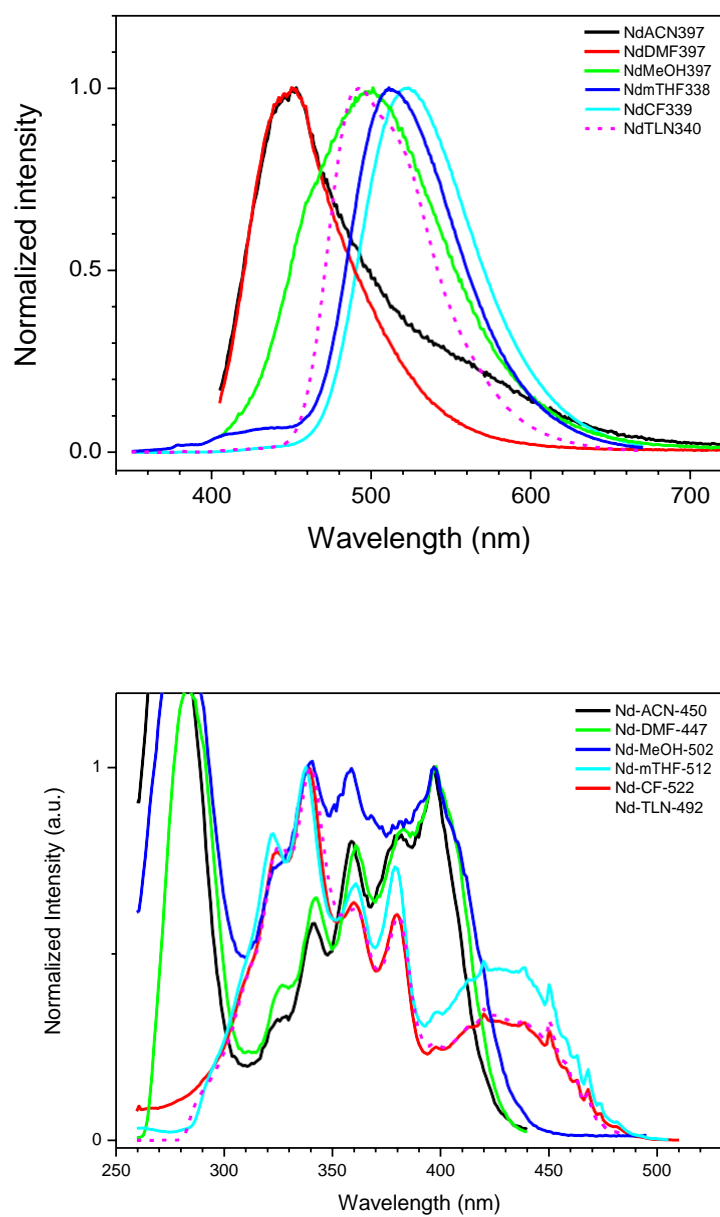 NdACN397
NdDMF397
NdMeOH397
NdmTHF338
NdCF339
NdTLN340
1.0
0.5
0.0
Normalized intensity
400 500 600 700
Wavelength (nm)
Nd-ACN-450
Nd-DMF-447
Nd-MeOH-502
Nd-mTHF-512
Nd-CF-522
Nd-TLN-492
1
0
Normalized Intensity (a.u.)
250 300 350 400 450 500
Wavelength (nm)